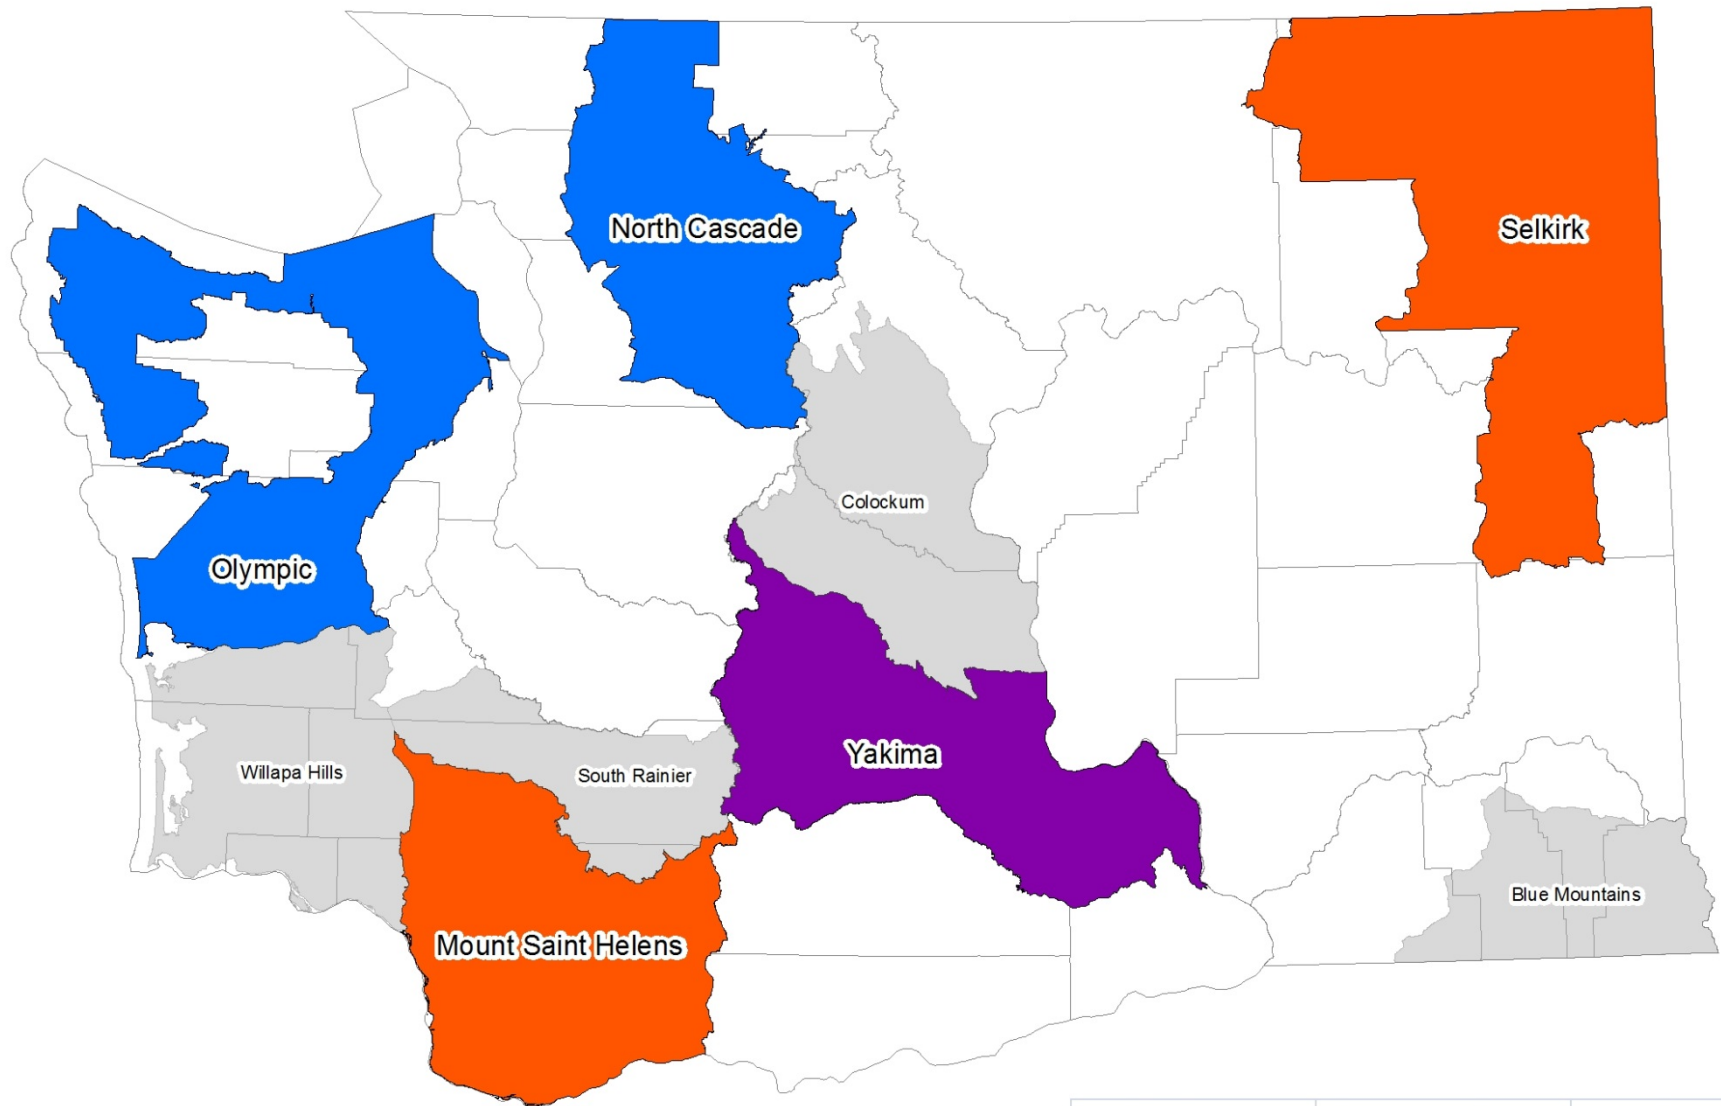 North Cascade
Selkirk
Colockum
Olympic
Yakima
Willapa Hills
South Rainier
Blue Mountains
Mount Saint Helens